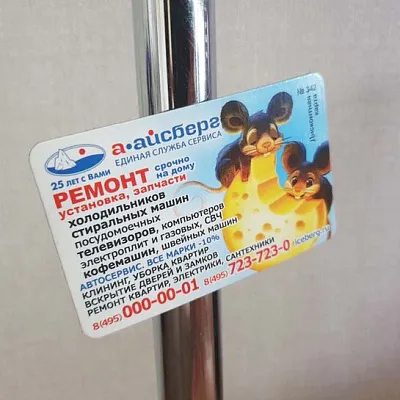 а·айсберг
ЕДИНАЯ СЛУЖБА СЕРВИСА
25 ЛЕТ С ВАМИ
РЕМОНТ срочно на дому
установка, запчасти
холодильников
стиральных машин
посудомоечных
телевизоров, компьютеров
электроплит и газовых, СВЧ
кофемашин, швейных машин
АВТОСЕРВИС. ВСЕ МАРКИ -10%
КЛИНИНГ, УБОРКА КВАРТИР
ВСКРЫТИЕ ДВЕРЕЙ И ЗАМКОВ
РЕМОНТ КВАРТИР, ЭЛЕКТРИКИ, САНТЕХНИКИ
8(495) 000-00-01 8(495) 723-723-0 iceberg.ru
Дисконтная карта